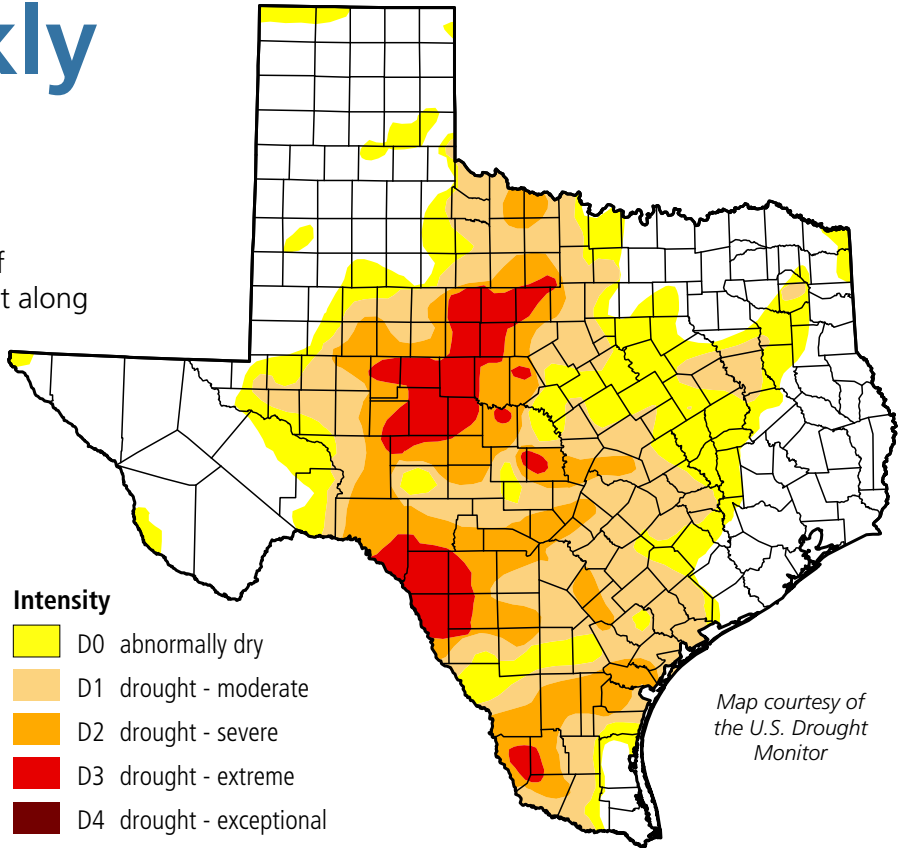 kly
f
t along
Intensity
D0 abnormally dry
D1 drought - moderate
D2 drought - severe
D3 drought - extreme
D4 drought - exceptional
Map courtesy of
the U.S. Drought
Monitor